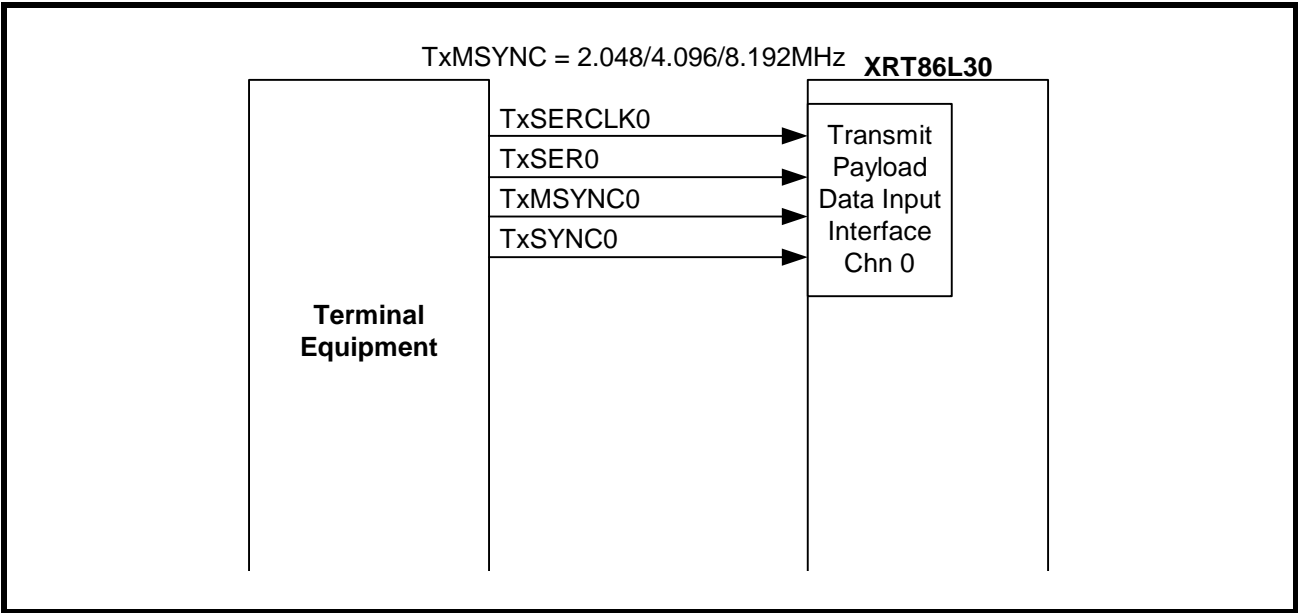 TxMSYNC = 2.048/4.096/8.192MHz
XRT86L30
TxSERCLK0
TxSER0
TxMSYNC0
TxSYNC0
Transmit
Payload
Data Input
Interface
Chn 0
Terminal
Equipment